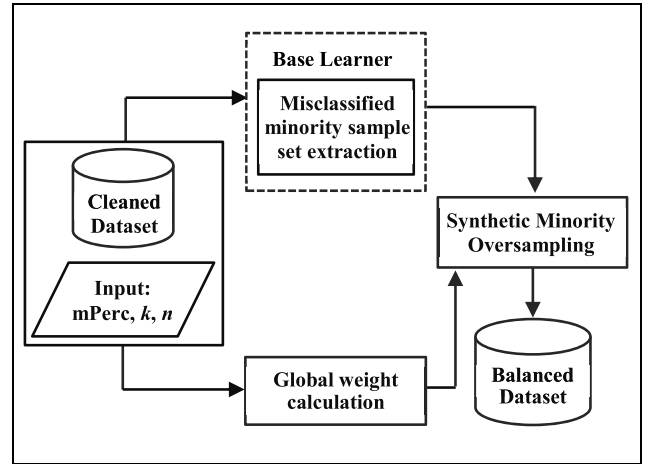 Base Learner
Misclassified
minority sample
set extraction
Cleaned
Dataset
Input:
mPerc, k, n
Synthetic Minority
Oversampling
Global weight
calculation
Balanced
Dataset